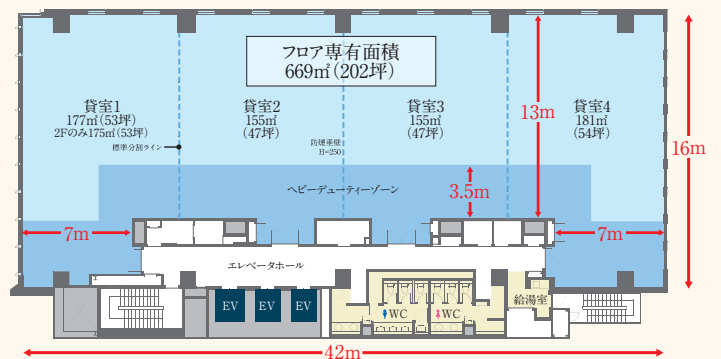 フロア専有面積
669㎡(202坪)
貸室1
177㎡(53坪)
2Fのみ175㎡(53坪)
標準分割ライン
貸室2
155㎡
(47坪)
防煙垂壁
H=250
貸室3
155㎡
(47坪)
貸室4
181㎡
(54坪)
13m
16m
ヘビーデューティーゾーン
3.5m
7m
7m
エレベータホール
EV
EV
EV
WC
WC
給湯室
42m